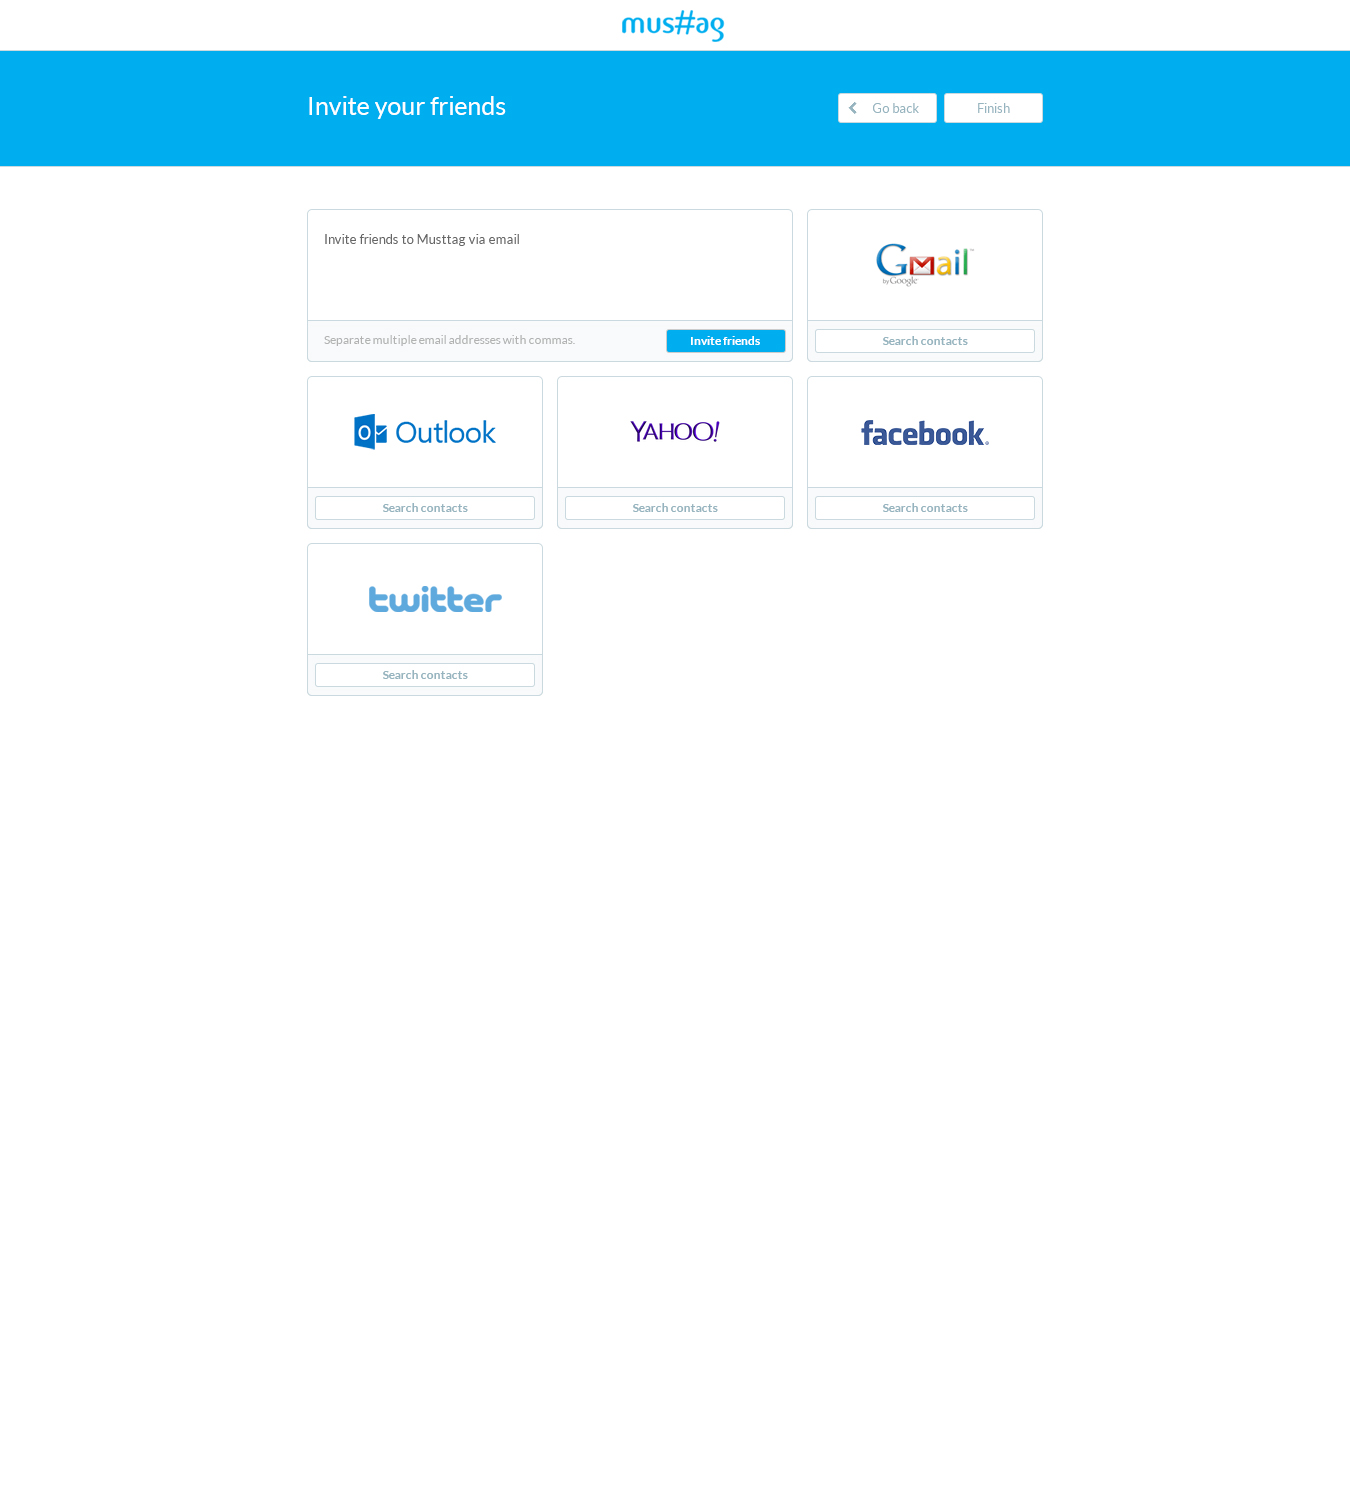 mus#ag
Invite your friends
Go back
Finish
Invite friends to Musttag via email
Separate multiple email addresses with commas.
Invite friends
Gmail™
by Google
Search contacts
Outlook
Search contacts
YAHOO!
Search contacts
facebook®
Search contacts
twitter
Search contacts